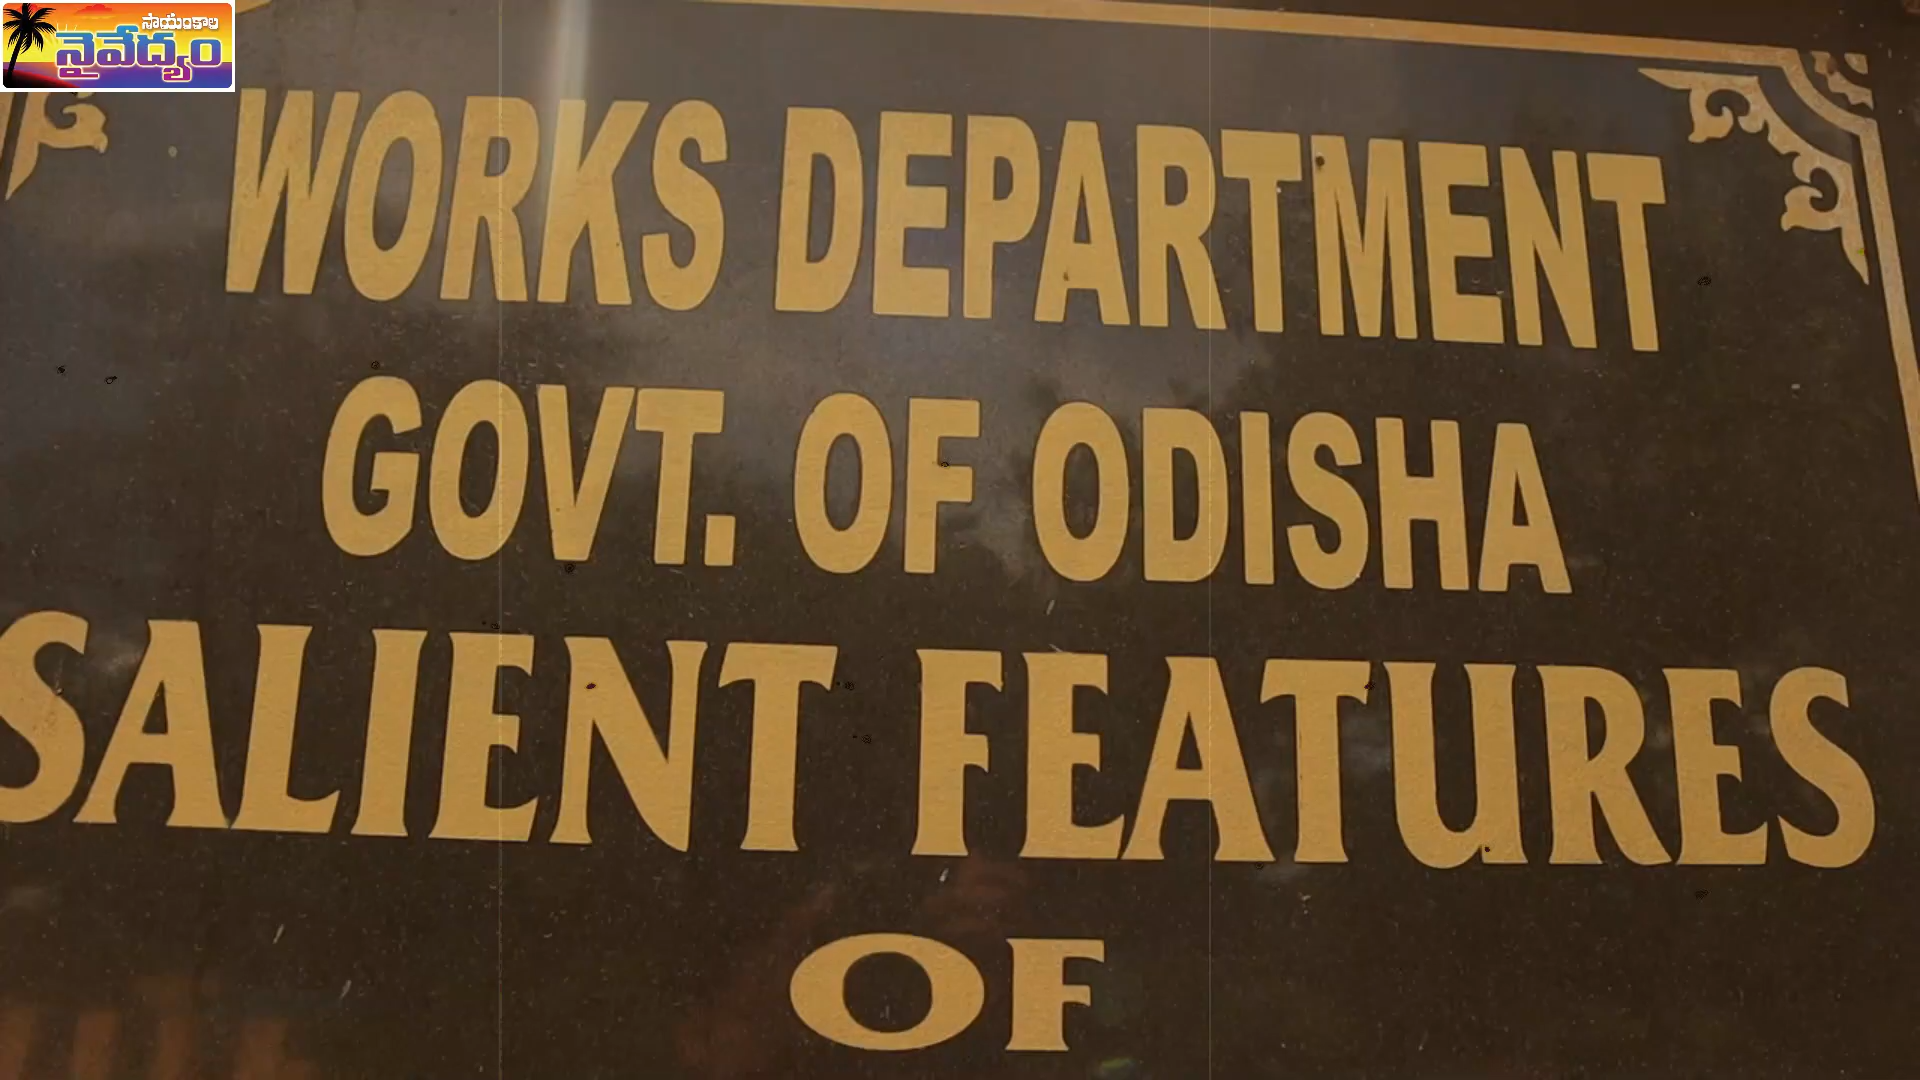 సాయంకాల
నైవేద్యం
WORKS DEPARTMENT
GOVT. OF ODISHA
SALIENT FEATURES
OF